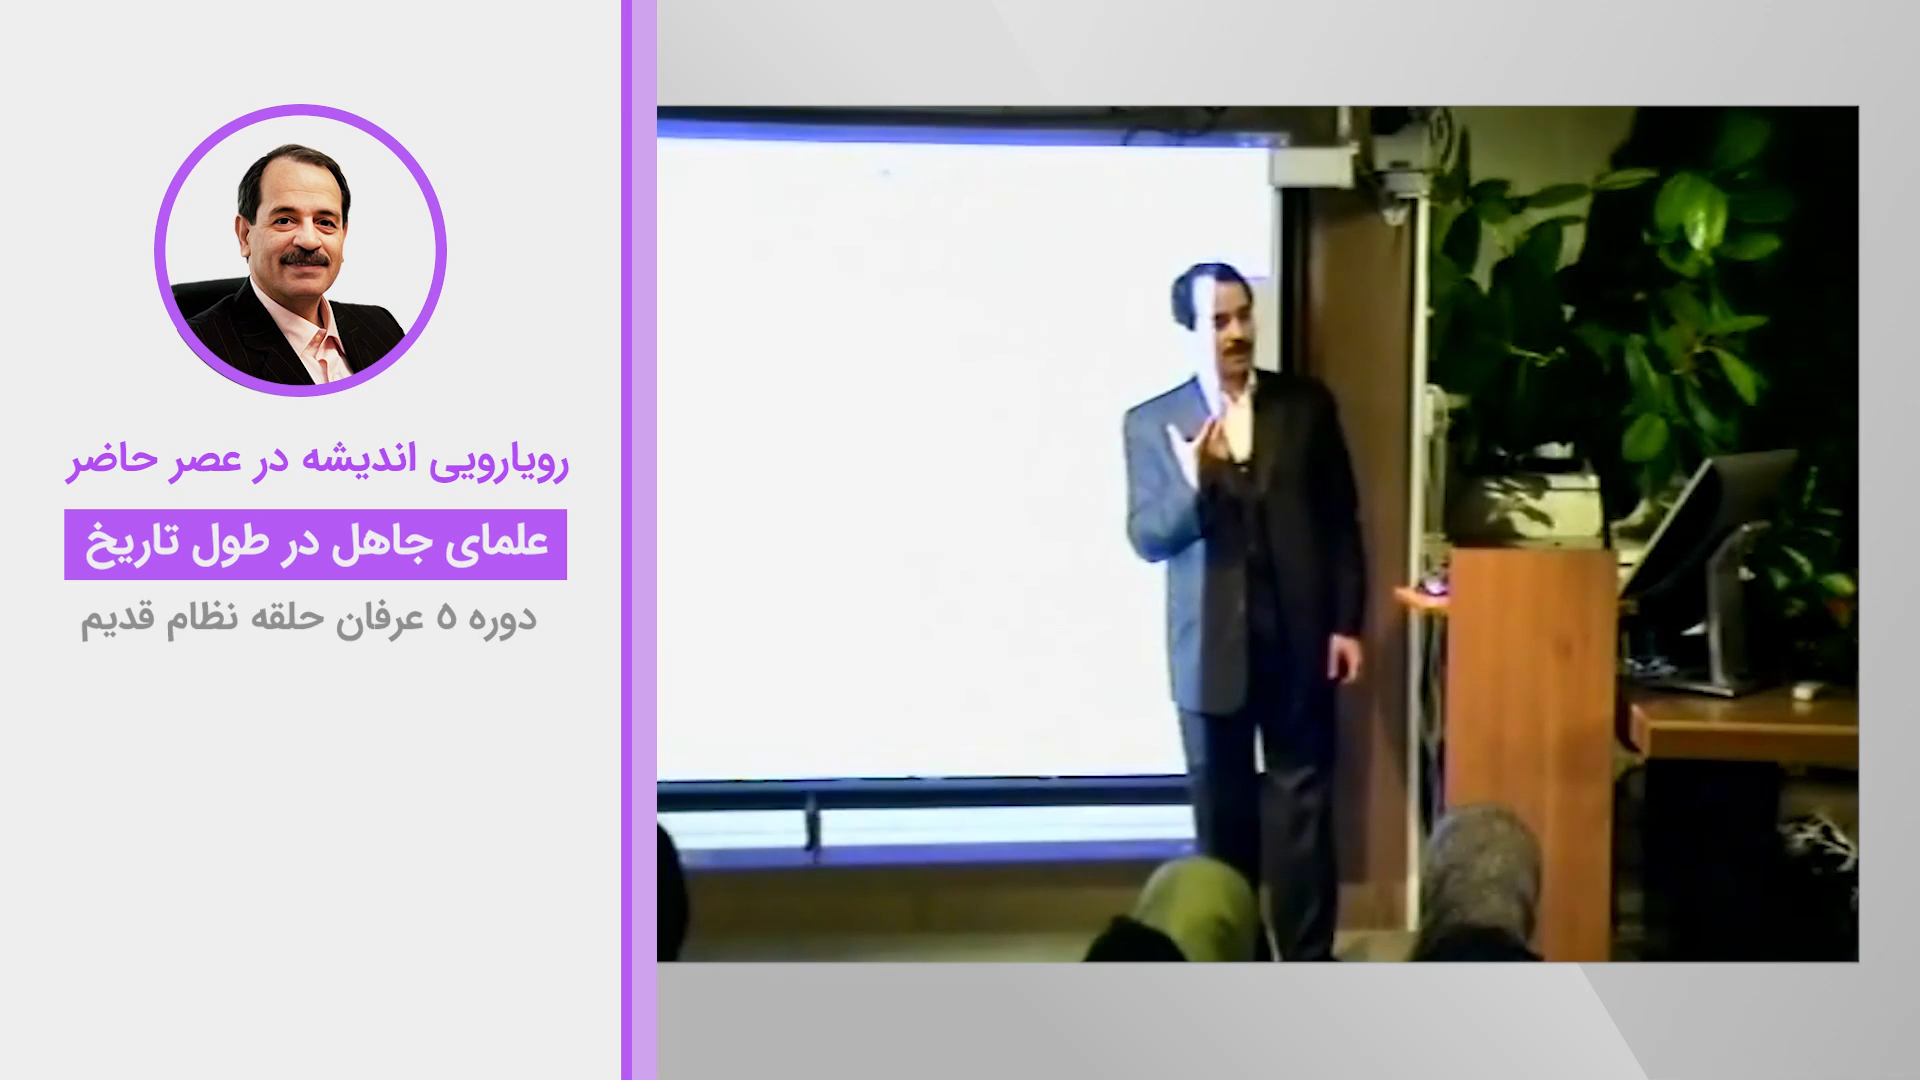 رویارویی اندیشه در عصر حاضر
علمای جاهل در طول تاریخ
دوره ۵ عرفان حلقه نظام قدیم